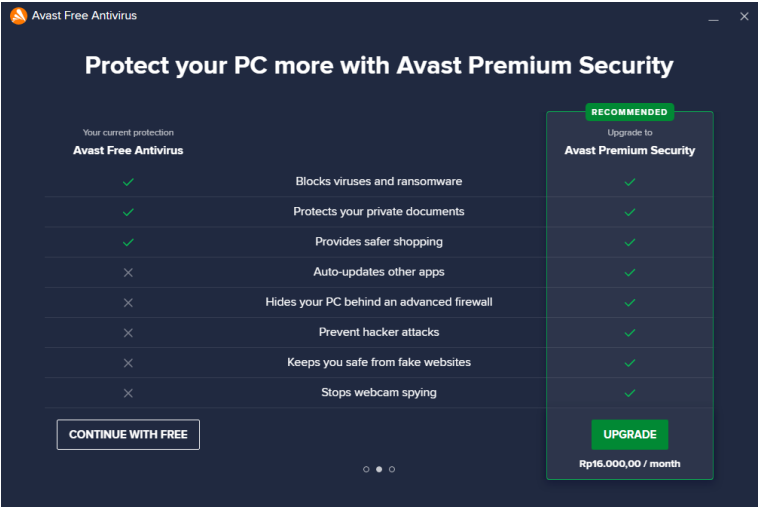 Avast Free Antivirus
Protect your PC more with Avast Premium Security
RECOMMENDED
Your current protection
Upgrade to
Avast Free Antivirus
Avast Premium Security
Blocks viruses and ransomware
Protects your private documents
Provides safer shopping
Auto-updates other apps
Hides your PC behind an advanced firewall
Prevent hacker attacks
Keeps you safe from fake websites
Stops webcam spying
CONTINUE WITH FREE
UPGRADE
Rp16.000,00 / month